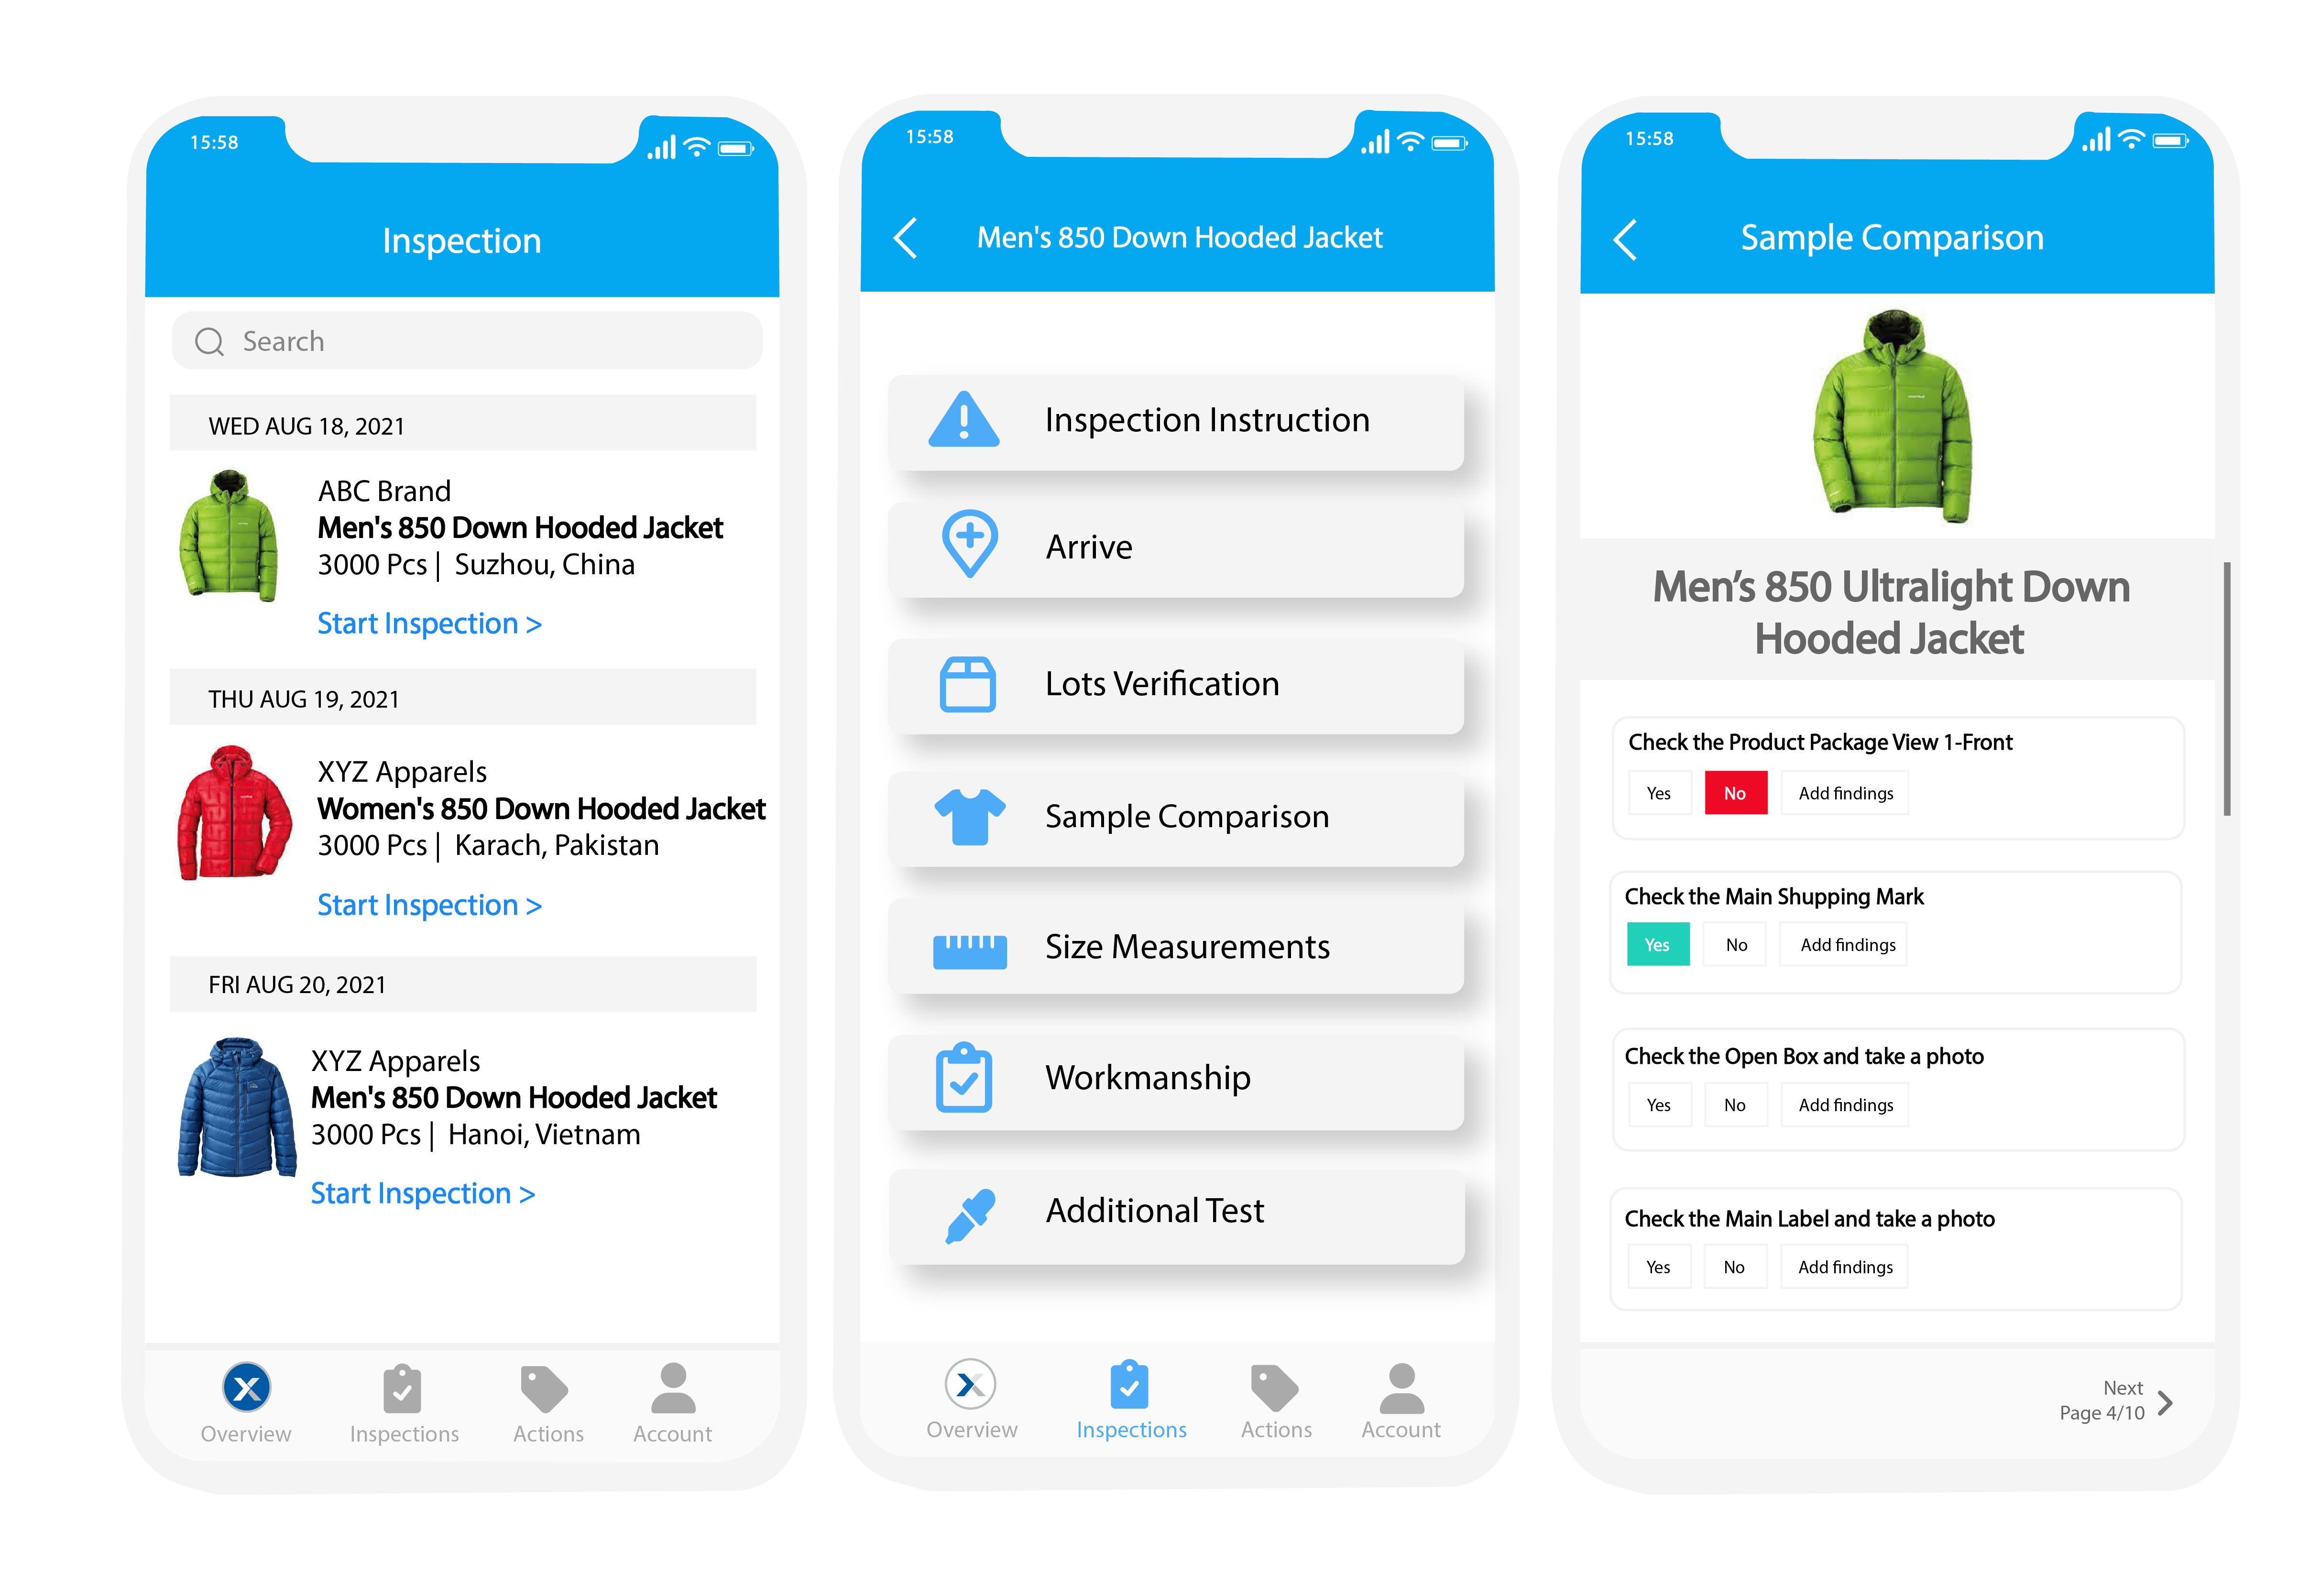 15:58
Inspection
Search
WED AUG 18, 2021
ABC Brand
Men's 850 Down Hooded Jacket
3000 Pcs | Suzhou, China
Start Inspection >
THU AUG 19, 2021
XYZ Apparels
Women's 850 Down Hooded Jacket
3000 Pcs | Karach, Pakistan
Start Inspection >
FRI AUG 20, 2021
XYZ Apparels
Men's 850 Down Hooded Jacket
3000 Pcs | Hanoi, Vietnam
Start Inspection >
Overview Inspections Actions Account
15:58
Men's 850 Down Hooded Jacket
Inspection Instruction
Arrive
Lots Verification
Sample Comparison
Size Measurements
Workmanship
Additional Test
Overview Inspections Actions Account
15:58
Sample Comparison
Men’s 850 Ultralight Down
Hooded Jacket
Check the Product Package View 1-Front
Yes No Add findings
Check the Main Shupping Mark
Yes No Add findings
Check the Open Box and take a photo
Yes No Add findings
Check the Main Label and take a photo
Yes No Add findings
Next
Page 4/10